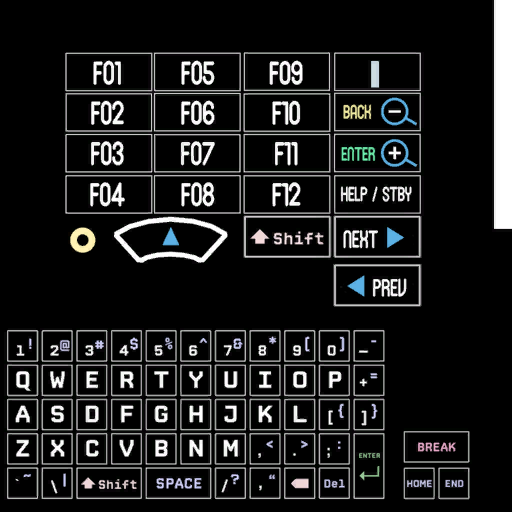 F01 F05 F09 |
F02 F06 F10 BACK −
F03 F07 F11 ENTER +
F04 F08 F12 HELP / STBY
Shift NEXT
PREV
1! 2@ 3# 4$ 5% 6^ 7& 8* 9[ 0] _-
Q W E R T Y U I O P +=
A S D F G H J K L [{ ]}
Z X C V B N M ,< .> ;: ENTER BREAK
`~ \| Shift SPACE /? ,“ Del HOME END